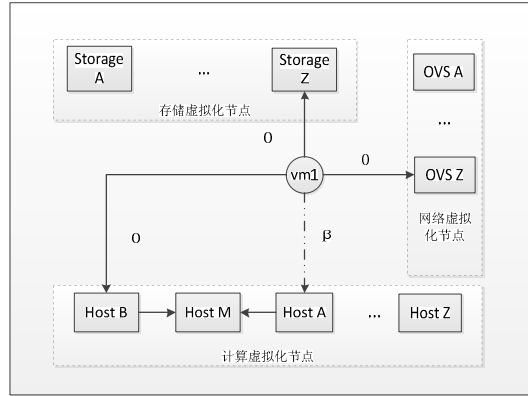 Storage
A
...
Storage
Z
存储虚拟化节点
OVS A
...
OVS Z
网络虚拟
化节点
0
0
vm1
0
β
Host B
Host M
Host A
...
Host Z
计算虚拟化节点